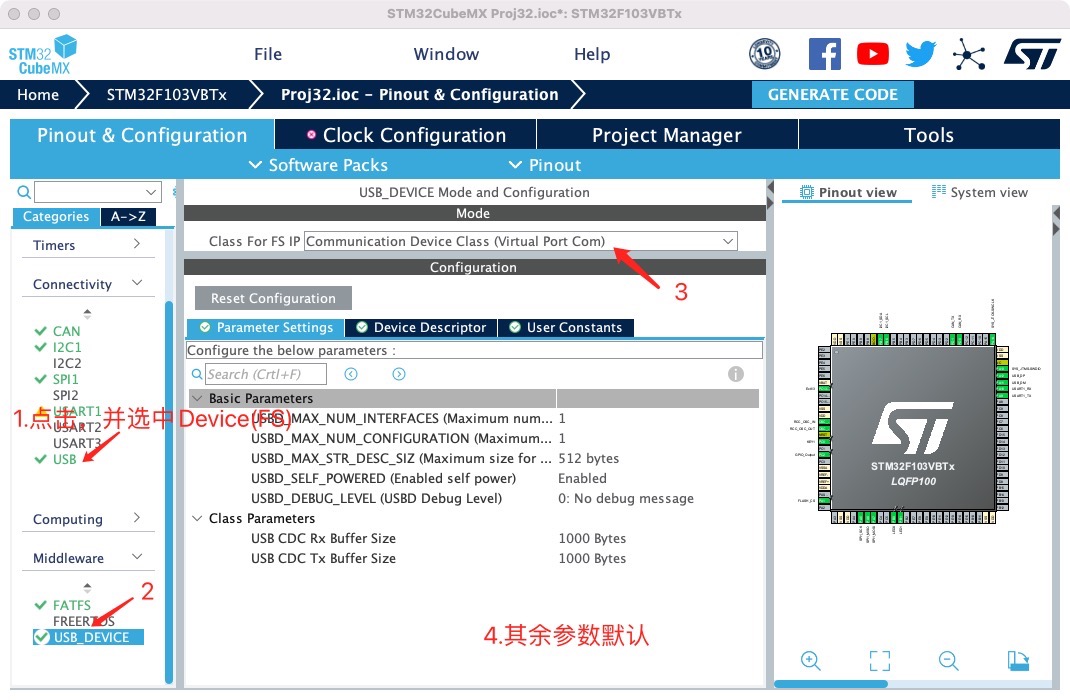 STM32CubeMX Proj32.ioc*: STM32F103VBTx
STM32
CubeMX
File
Window
Help
10
Home
STM32F103VBTx
Proj32.ioc – Pinout & Configuration
GENERATE CODE
Pinout & Configuration
Clock Configuration
Project Manager
Tools
Software Packs
Pinout
USB_DEVICE Mode and Configuration
Mode
Class For FS IP Communication Device Class (Virtual Port Com)
3
Configuration
Reset Configuration
Parameter Settings
Device Descriptor
User Constants
Configure the below parameters :
Search (Crtl+F)
Basic Parameters
USBD_MAX_NUM_INTERFACES (Maximum num... 1
USBD_MAX_NUM_CONFIGURATION (Maximum... 1
USBD_MAX_STR_DESC_SIZ (Maximum size for ... 512 bytes
USBD_SELF_POWERED (Enabled self power) Enabled
USBD_DEBUG_LEVEL (USBD Debug Level) 0: No debug message
Class Parameters
USB CDC Rx Buffer Size 1000 Bytes
USB CDC Tx Buffer Size 1000 Bytes
4.其余参数默认
Categories
A->Z
Timers
Connectivity
CAN
I2C1
I2C2
SPI1
SPI2
USART1
1.点击，并选中Device(FS)
USART2
USART3
USB
Computing
Middleware
2
FATFS
FREERTOS
USB_DEVICE
Pinout view
System view
STM32F103VBTx
LQFP100